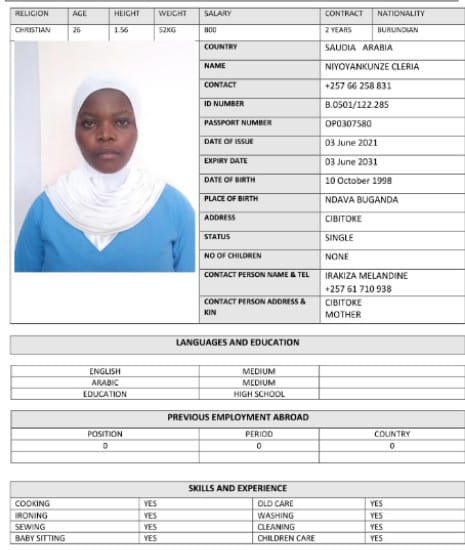 RELIGION AGE HEIGHT WEIGHT SALARY CONTRACT NATIONALITY
CHRISTIAN 26 1.56 52KG 800 2 YEARS BURUNDIAN
COUNTRY SAUDIA ARABIA
NAME NIYOYANKUNZE CLERIA
CONTACT +257 66 258 831
ID NUMBER B.0501/122.285
PASSPORT NUMBER OP0307580
DATE OF ISSUE 03 June 2021
EXPIRY DATE 03 June 2031
DATE OF BIRTH 10 October 1998
PLACE OF BIRTH NDAVA BUGANDA
ADDRESS CIBITOKE
STATUS SINGLE
NO OF CHILDREN NONE
CONTACT PERSON NAME & TEL IRAKIZA MELANDINE
+257 61 710 938
CONTACT PERSON ADDRESS & CIBITOKE
KIN MOTHER
LANGUAGES AND EDUCATION
ENGLISH MEDIUM
ARABIC MEDIUM
EDUCATION HIGH SCHOOL
PREVIOUS EMPLOYMENT ABROAD
POSITION PERIOD COUNTRY
0 0 0
SKILLS AND EXPERIENCE
COOKING YES OLD CARE YES
IRONING YES WASHING YES
SEWING YES CLEANING YES
BABY SITTING YES CHILDREN CARE YES